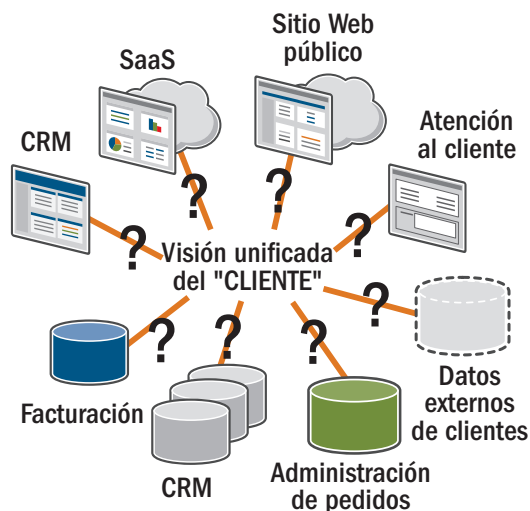 Sitio Web
público
SaaS
Atención
al cliente
CRM
?
?
?
?
Visión unificada
del "CLIENTE"
?
?
?
?
Datos
externos
de clientes
Facturación
CRM
Administración
de pedidos